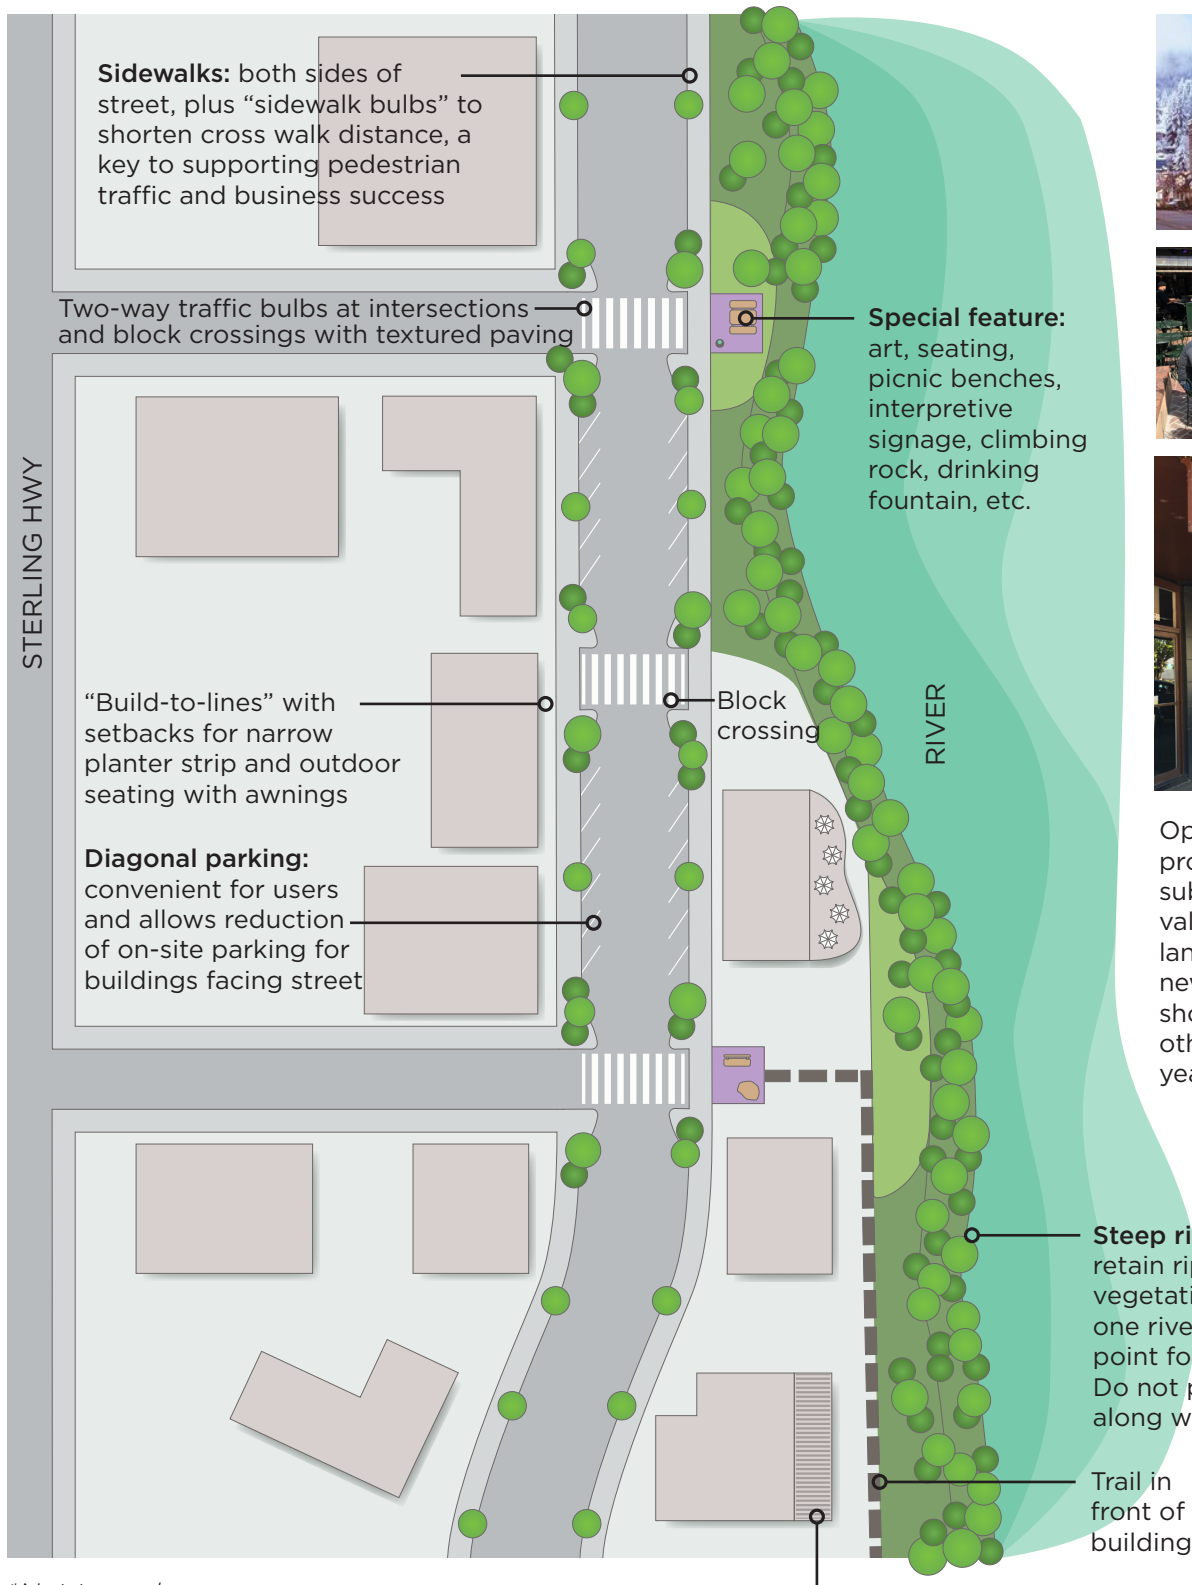 Sidewalks: both sides of
street, plus “sidewalk bulbs” to
shorten cross walk distance, a
key to supporting pedestrian
traffic and business success
Two-way traffic bulbs at intersections
and block crossings with textured paving
Special feature:
art, seating,
picnic benches,
interpretive
signage, climbing
rock, drinking
fountain, etc.
STERLING HWY
“Build-to-lines” with
setbacks for narrow
planter strip and outdoor
seating with awnings
Block
crossing
RIVER
Diagonal parking:
convenient for users
and allows reduction
of on-site parking for
buildings facing street
Steep
retain
one
point
Do not
along
Trail in
front of
building